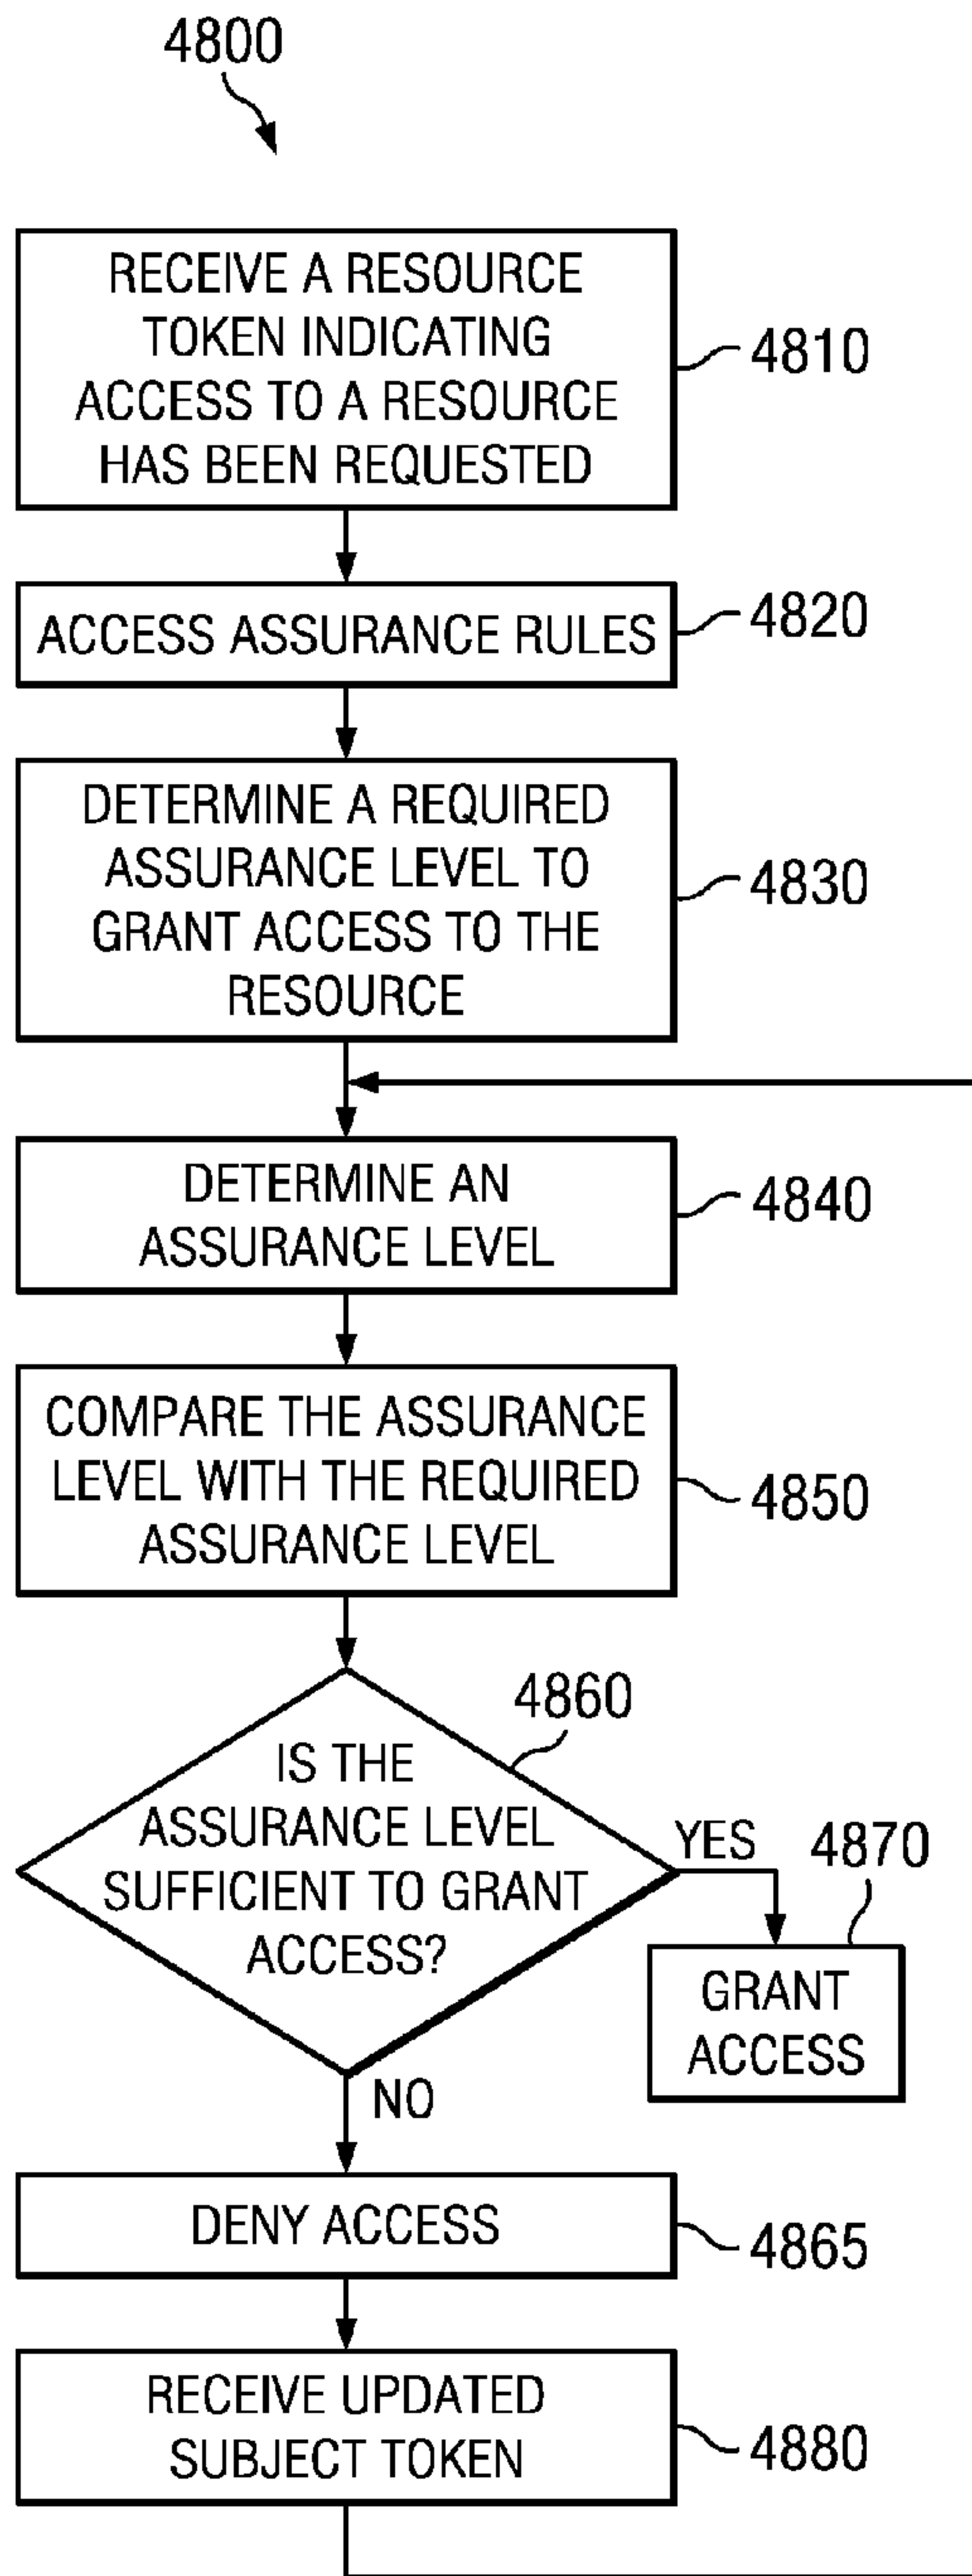 4800
RECEIVE A RESOURCE
TOKEN INDICATING
ACCESS TO A RESOURCE
HAS BEEN REQUESTED
4810
ACCESS ASSURANCE RULES
4820
DETERMINE A REQUIRED
ASSURANCE LEVEL TO
GRANT ACCESS TO THE
RESOURCE
4830
DETERMINE AN
ASSURANCE LEVEL
4840
COMPARE THE ASSURANCE
LEVEL WITH THE REQUIRED
ASSURANCE LEVEL
4850
4860
IS THE
ASSURANCE LEVEL
SUFFICIENT TO GRANT
ACCESS?
YES
4870
GRANT
ACCESS
NO
DENY ACCESS
4865
RECEIVE UPDATED
SUBJECT TOKEN
4880